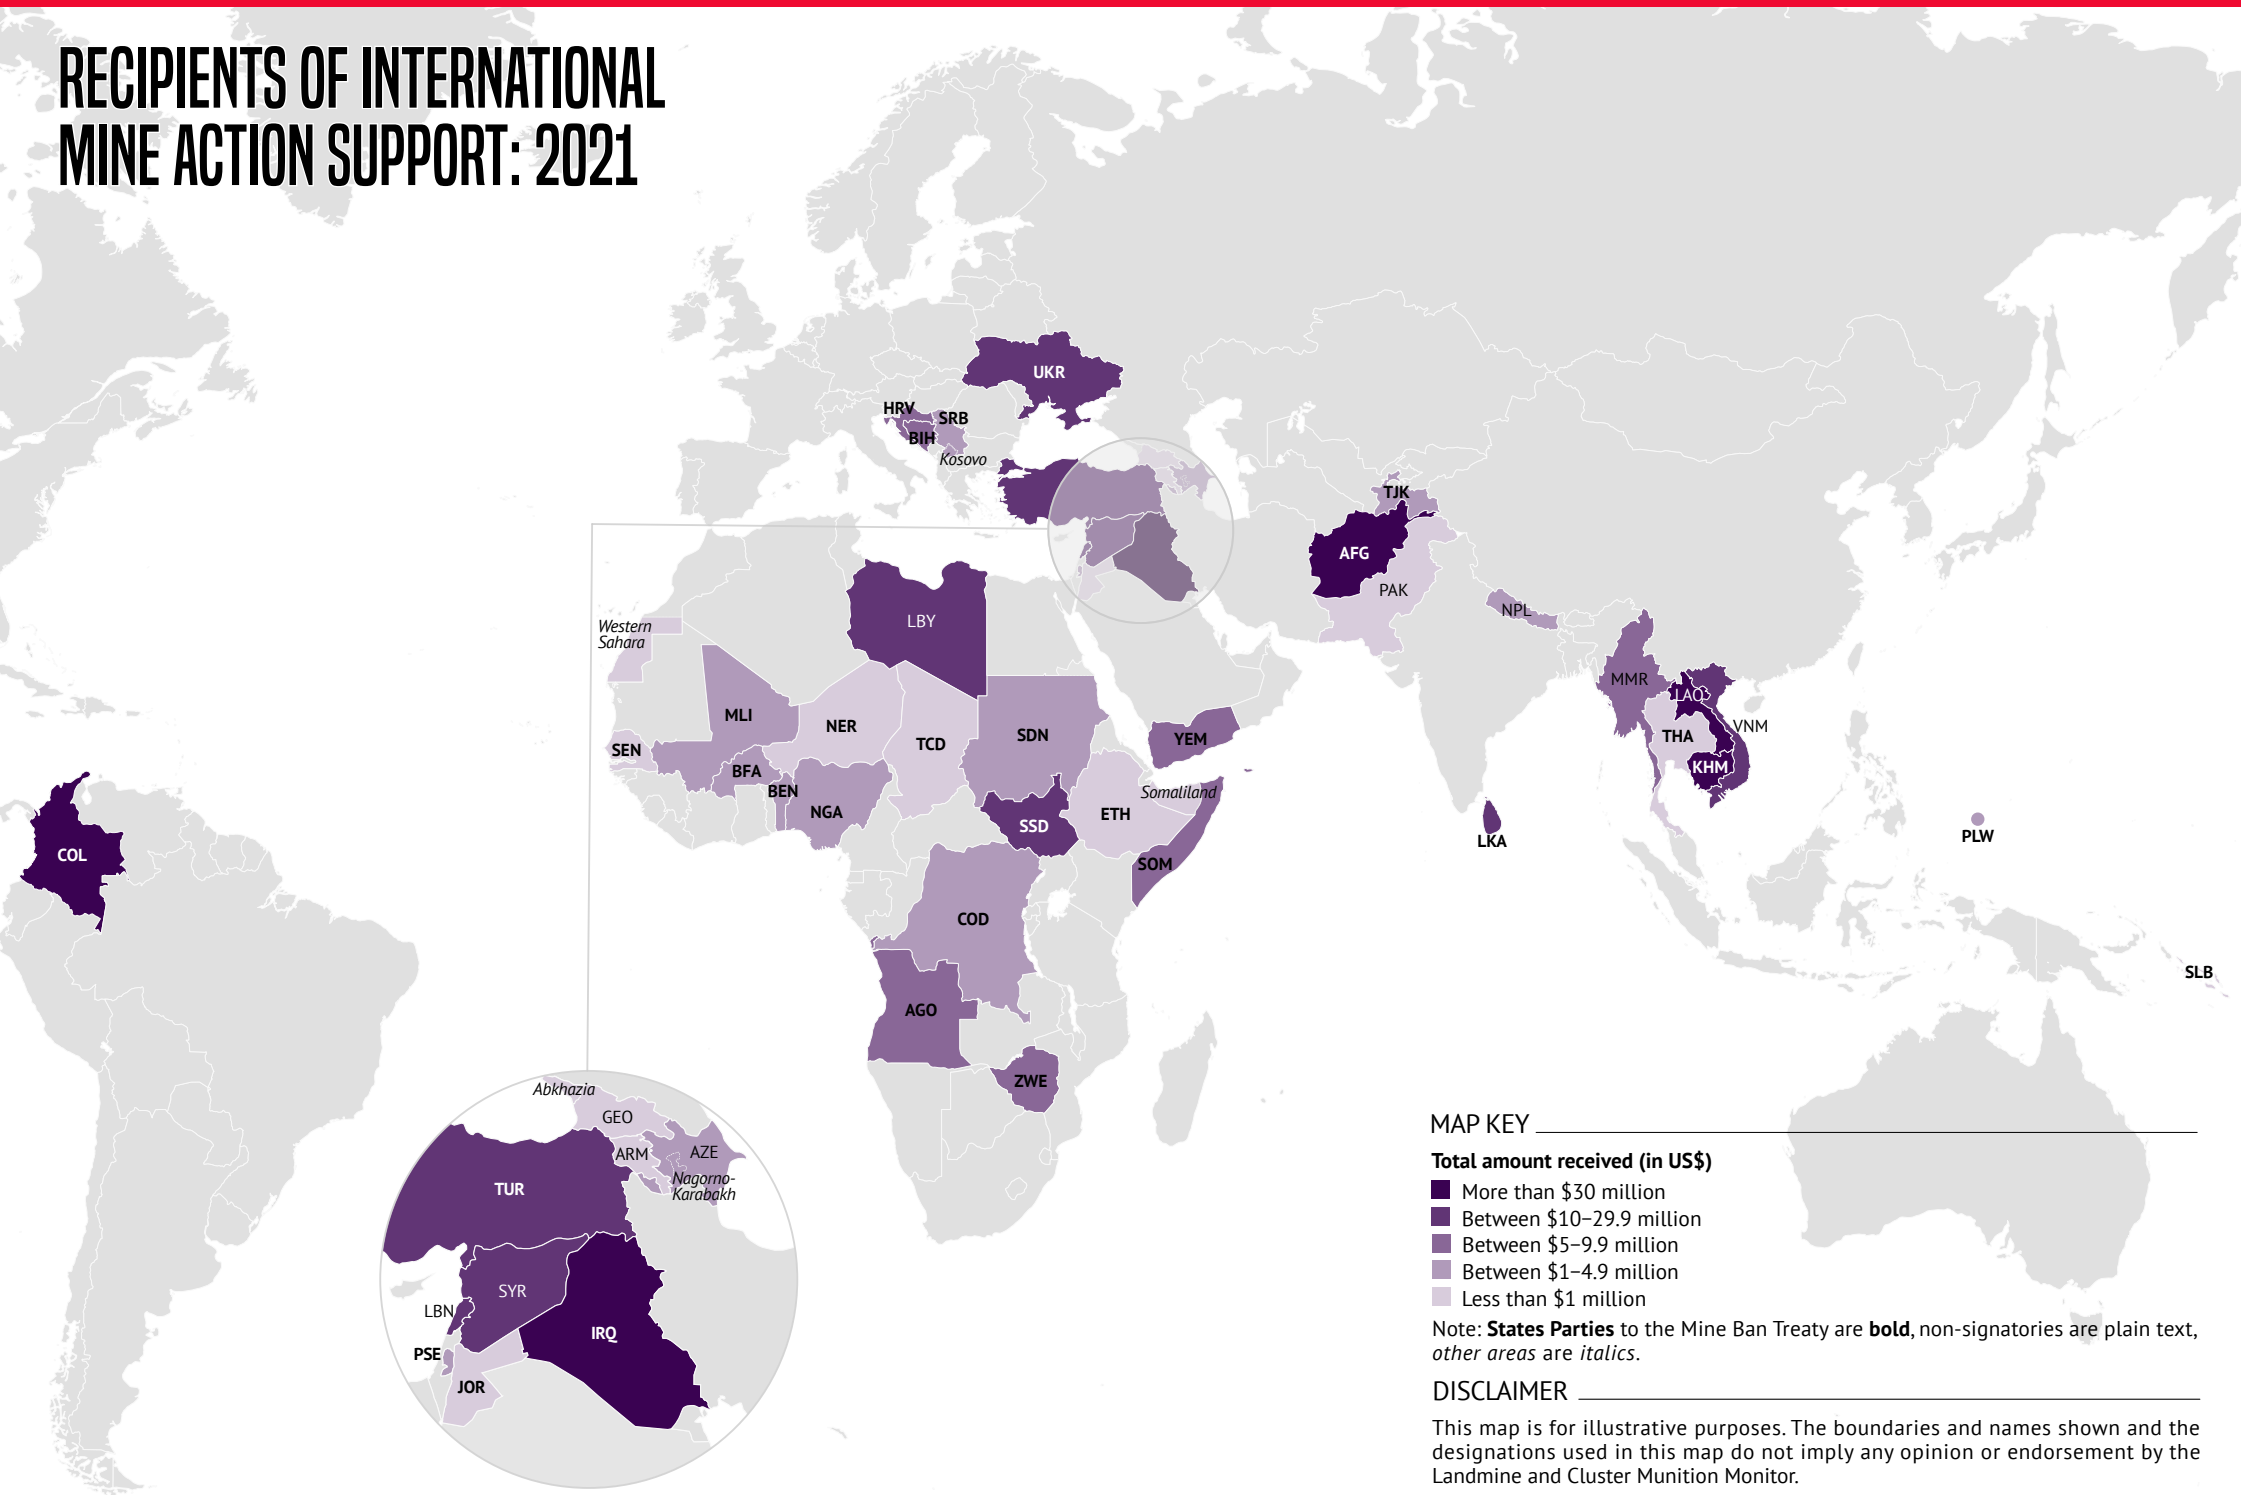 RECIPIENTS OF INTERNATIONAL
MINE ACTION SUPPORT: 2021
UKR
HRV
SRB
BIH
Kosovo
TJK
AFG
PAK
NPL
LBY
Western
Sahara
MMR
LAO
VNM
THA
KHM
MLI
NER
TCD
SDN
YEM
SEN
BFA
BEN
NGA
Somaliland
ETH
SSD
SOM
LKA
PLW
COL
COD
SLB
AGO
ZWE
Abkhazia
GEO
ARM
AZE
Nagorno-
Karabakh
TUR
SYR
LBN
IRQ
PSE
JOR
MAP KEY
Total amount received (in US$)
More than $30 million
Between $10–29.9 million
Between $5–9.9 million
Between $1–4.9 million
Less than $1 million
Note: States Parties to the Mine Ban Treaty are bold, non-signatories are plain text,
other areas are italics.
DISCLAIMER
This map is for illustrative purposes. The boundaries and names shown and the
designations used in this map do not imply any opinion or endorsement by the
Landmine and Cluster Munition Monitor.